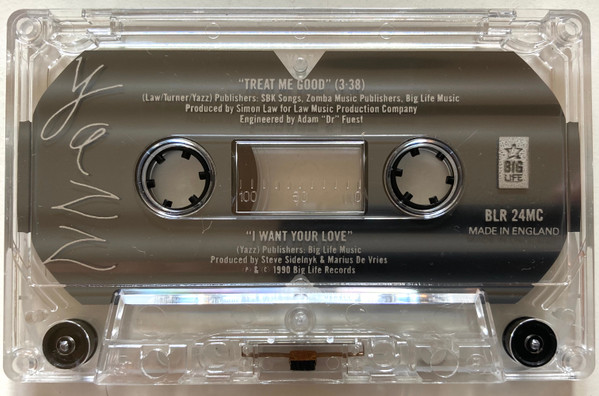 yazz
"TREAT ME GOOD" (3·38)
(Law/Turner/Yazz) Publishers: SBK Songs, Zomba Music Publishers, Big Life Music
Produced by Simon Law for Law Music Production Company
Engineered by Adam "Dr" Fuest
100 50 0
BIG
LIFE
BLR 24MC
MADE IN ENGLAND
"I WANT YOUR LOVE"
(Yazz) Publishers: Big Life Music
Produced by Steve Sidelnyk & Marius De Vries
℗ & © 1990 Big Life Records